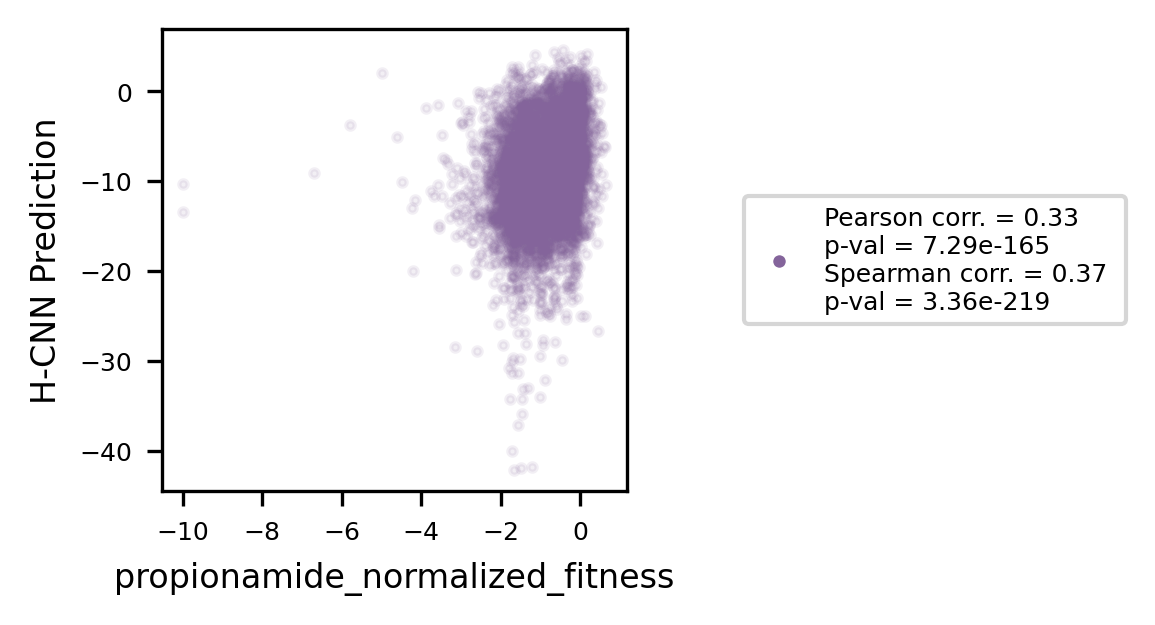 H-CNN Prediction
0
−10
−20
−30
−40
−10 −8 −6 −4 −2 0
propionamide_normalized_fitness
Pearson corr. = 0.33
p-val = 7.29e-165
Spearman corr. = 0.37
p-val = 3.36e-219